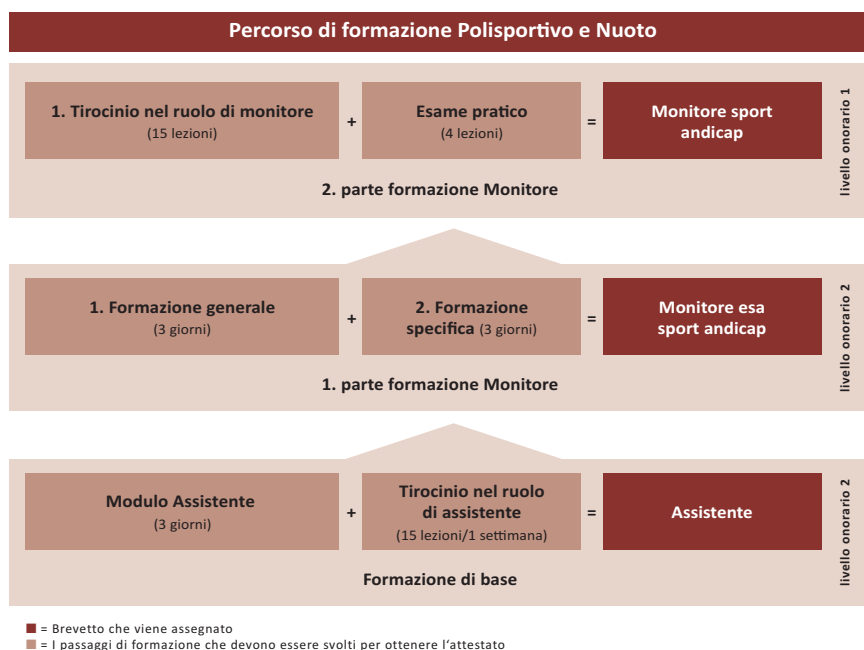 Percorso di formazione Polisportivo e Nuoto
1. Tirocinio nel ruolo di monitore
(15 lezioni)
+
Esame pratico
(4 lezioni)
=
Monitore sport
andicap
livello onorario 1
2. parte formazione Monitore
1. Formazione generale
(3 giorni)
+
2. Formazione
specifica (3 giorni)
=
Monitore esa
sport andicap
livello onorario 2
1. parte formazione Monitore
Modulo Assistente
(3 giorni)
+
Tirocinio nel ruolo
di assistente
(15 lezioni/1 settimana)
=
Assistente
livello onorario 2
Formazione di base
= Brevetto che viene assegnato
= I passaggi di formazione che devono essere svolti per ottenere l‘attestato